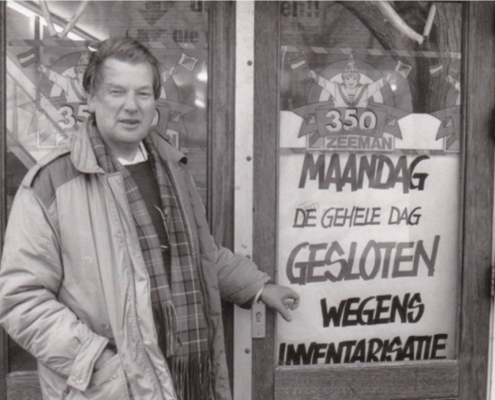 350
ZEEMAN
MAANDAG
DE GEHELE DAG
GESLOTEN
WEGENS
INVENTARISATIE
350